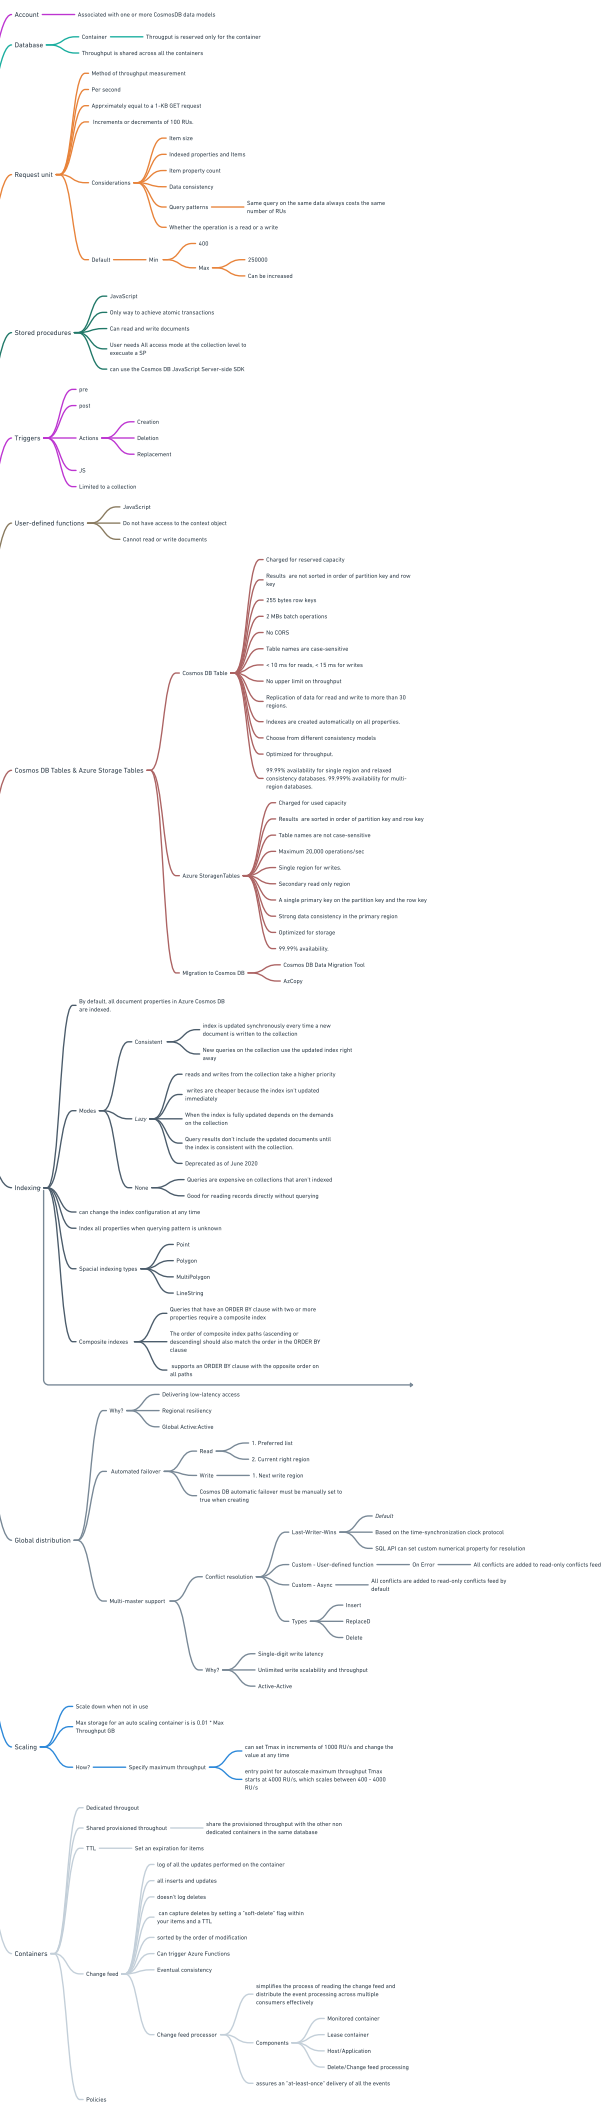 Account
Associated with one or more CosmosDB data models
Database
Container
Througput is reserved only for the container
Throughput is shared across all the containers
Request unit
Method of throughput measurement
Per second
Apprximately equal to a 1-KB GET request
Increments or decrements of 100 RUs.
Considerations
Item size
Indexed properties and Items
Item property count
Data consistency
Query patterns
Same query on the same data always costs the same
number of RUs
Whether the operation is a read or a write
Default
Min
400
Max
250000
Can be increased
Stored procedures
JavaScript
Only way to achieve atomic transactions
Can read and write documents
User needs All access mode at the collection level to
execuate a SP
can use the Cosmos DB JavaScript Server-side SDK
Triggers
pre
post
Actions
Creation
Deletion
Replacement
JS
Limited to a collection
User-defined functions
JavaScript
Do not have access to the context object
Cannot read or write documents
Cosmos DB Tables & Azure Storage Tables
Cosmos DB Table
Charged for reserved capacity
Results are not sorted in order of partition key and row
key
255 bytes row keys
2 MBs batch operations
No CORS
Table names are case-sensitive
< 10 ms for reads, < 15 ms for writes
No upper limit on throughput
Replication of data for read and write to more than 30
regions.
Indexes are created automatically on all properties.
Choose from different consistency models
Optimized for throughput.
99.99% availability for single region and relaxed
consistency databases. 99.999% availability for multi-
region databases.
Azure StoragenTables
Charged for used capacity
Results are sorted in order of partition key and row key
Table names are not case-sensitive
Maximum 20,000 operations/sec
Single region for writes.
Secondary read only region
A single primary key on the partition key and the row key
Strong data consistency in the primary region
Optimized for storage
99.99% availability.
Migration to Cosmos DB
Cosmos DB Data Migration Tool
AzCopy
Indexing
By default, all document properties in Azure Cosmos DB
are indexed.
Modes
Consistent
index is updated synchronously every time a new
document is written to the collection
New queries on the collection use the updated index right
away
Lazy
reads and writes from the collection take a higher priority
writes are cheaper because the index isn't updated
immediately
When the index is fully updated depends on the demands
on the collection
Query results don't include the updated documents until
the index is consistent with the collection.
Deprecated as of June 2020
None
Queries are expensive on collections that aren't indexed
Good for reading records directly without querying
can change the index configuration at any time
Index all properties when querying pattern is unknown
Spacial indexing types
Point
Polygon
MultiPolygon
LineString
Composite indexes
Queries that have an ORDER BY clause with two or more
properties require a composite index
The order of composite index paths (ascending or
descending) should also match the order in the ORDER BY
clause
supports an ORDER BY clause with the opposite order on
all paths
Global distribution
Why?
Delivering low-latency access
Regional resiliency
Global Active:Active
Automated failover
Read
1. Preferred list
2. Current right region
Write
1. Next write region
Cosmos DB automatic failover must be manually set to
true when creating
Multi-master support
Conflict resolution
Last-Writer-Wins
Default
Based on the time-synchronization clock protocol
SQL API can set custom numerical property for resolution
Custom - User-defined function
On Error
All conflicts are added to read-only conflicts feed
Custom - Async
All conflicts are added to read-only conflicts feed by
default
Types
Insert
ReplaceD
Delete
Why?
Single-digit write latency
Unlimited write scalability and throughput
Active-Active
Scaling
Scale down when not in use
Max storage for an auto scaling container is is 0.01 * Max
Throughput GB
How?
Specify maximum throughput
can set Tmax in increments of 1000 RU/s and change the
value at any time
entry point for autoscale maximum throughput Tmax
starts at 4000 RU/s, which scales between 400 - 4000
RU/s
Containers
Dedicated througout
Shared provisioned throughout
share the provisioned throughput with the other non
dedicated containers in the same database
TTL
Set an expiration for items
Change feed
log of all the updates performed on the container
all inserts and updates
doesn't log deletes
can capture deletes by setting a "soft-delete" flag within
your items and a TTL
sorted by the order of modification
Can trigger Azure Functions
Eventual consistency
Change feed processor
simplifies the process of reading the change feed and
distribute the event processing across multiple
consumers effectively
Components
Monitored container
Lease container
Host/Application
Delete/Change feed processing
assures an "at-least-once" delivery of all the events
Policies